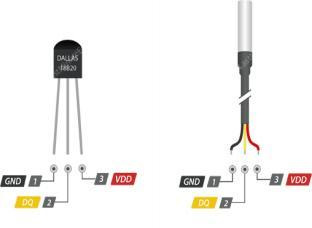 DALLAS
18B20
GND 1 3 VDD
DQ 2
GND 1 3 VDD
DQ 2